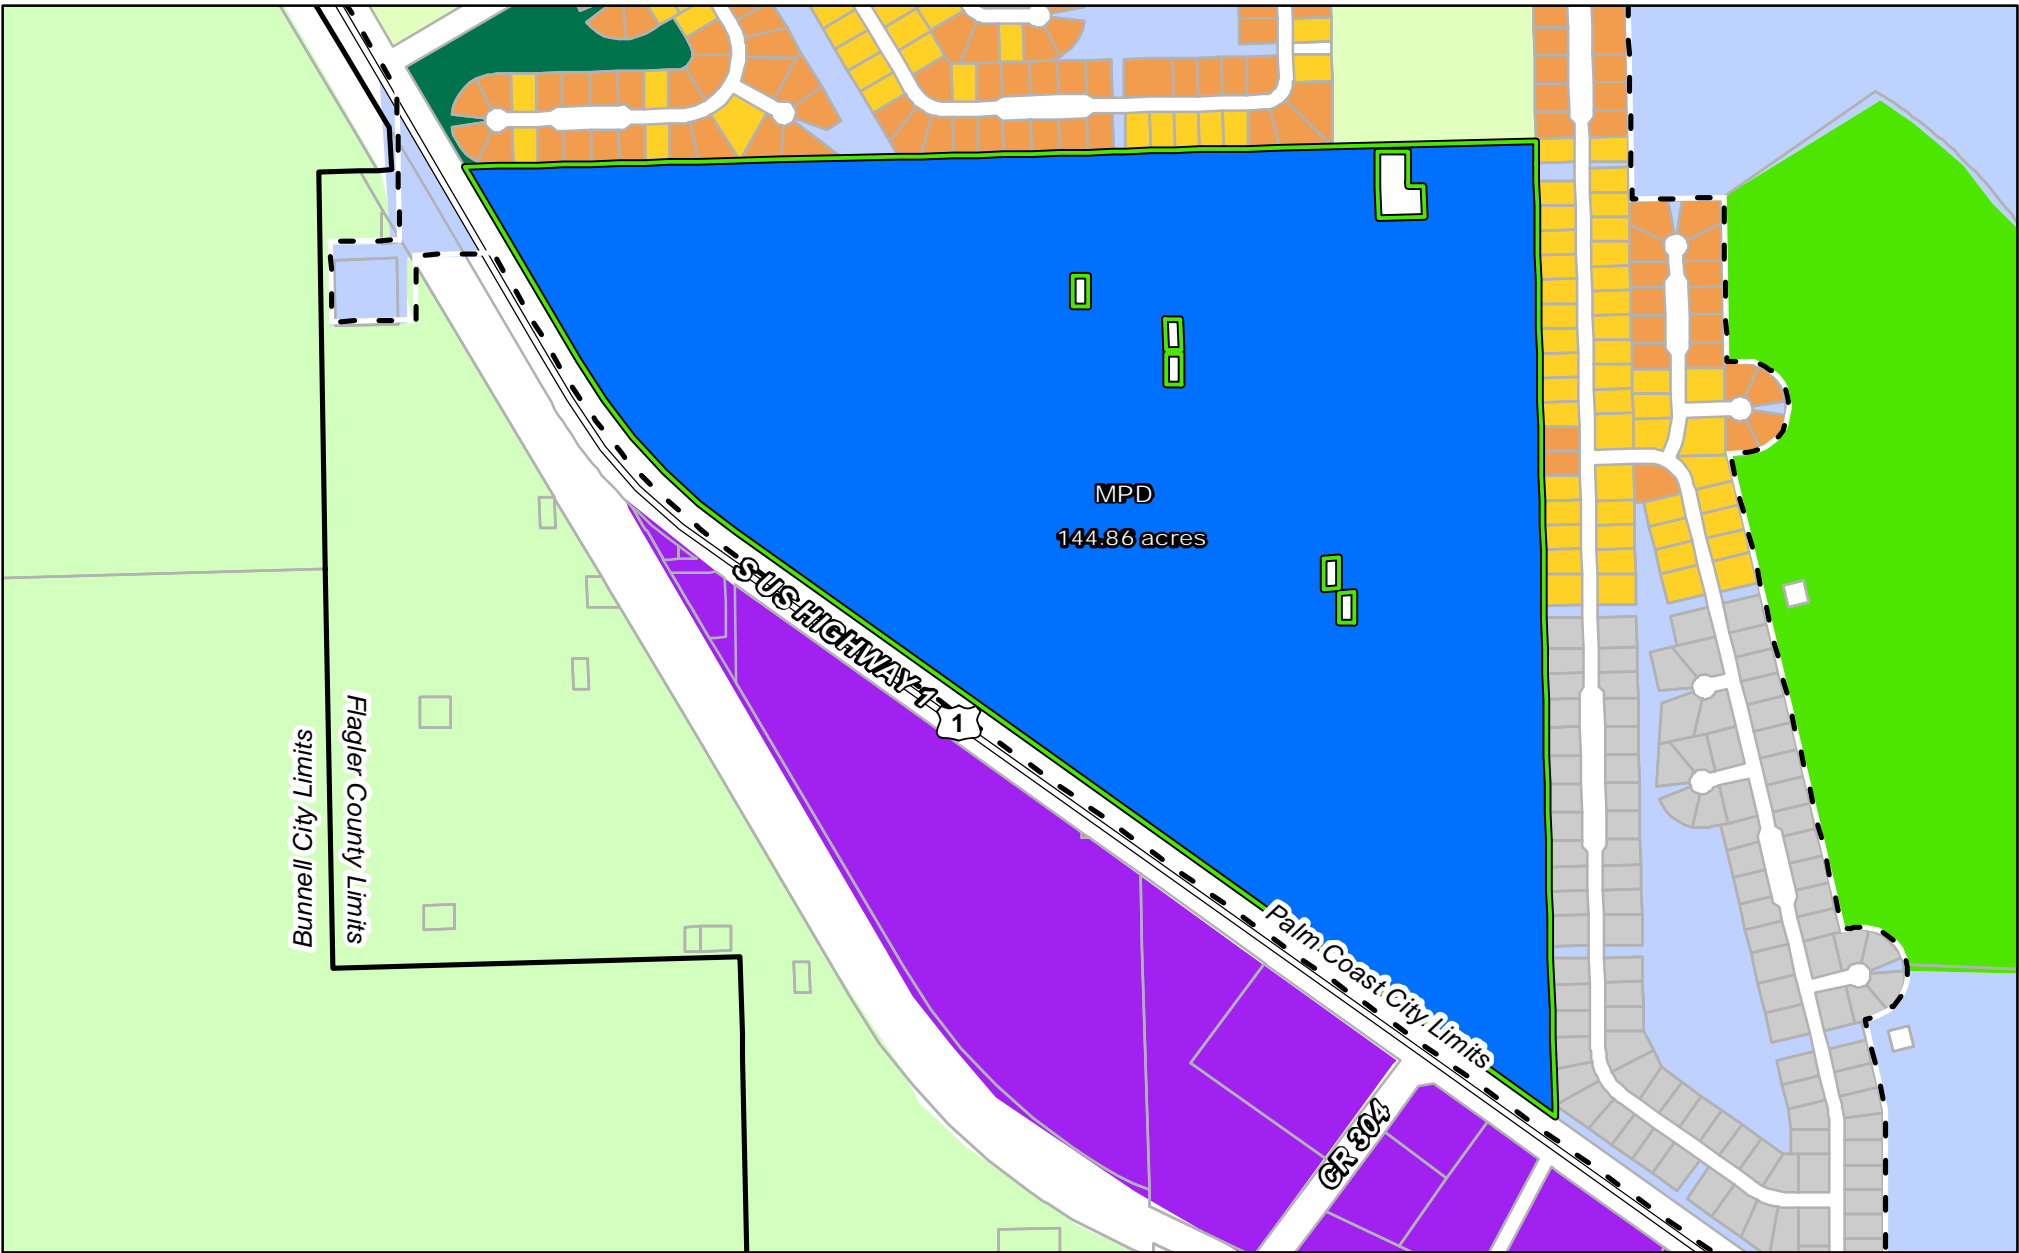 MPD
144.86 acres
S US HIGHWAY 1
1
Bunnell City Limits
Flagler County Limits
Palm Coast City Limits
CR 304